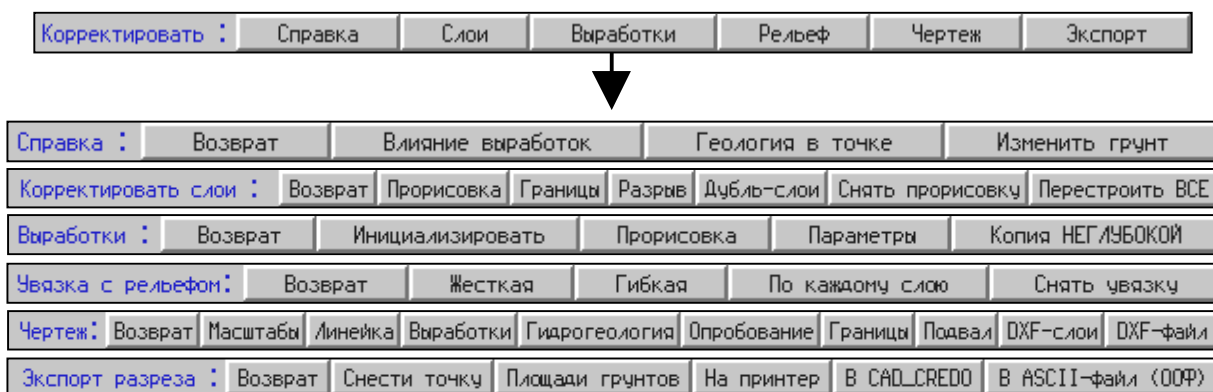 Корректировать : Справка Слои Выработки Рельеф Чертеж Экспорт
Справка : Возврат Влияние выработок Геология в точке Изменить грунт
Корректировать слои : Возврат Прорисовка Границы Разрыв Дубль-слои Снять прорисовку Перестроить ВСЕ
Выработки : Возврат Инициализировать Прорисовка Параметры Копия НЕГЛУБОКОЙ
Увязка с рельефом: Возврат Жесткая Гибкая По каждому слою Снять увязку
Чертеж: Возврат Масштабы Линейка Выработки Гидрогеология Опробование Границы Подвал DXF-слои DXF-файл
Экспорт разреза : Возврат Снести точку Площади грунтов На принтер В CAD_CREDO В ASCII-файл (ООФ)